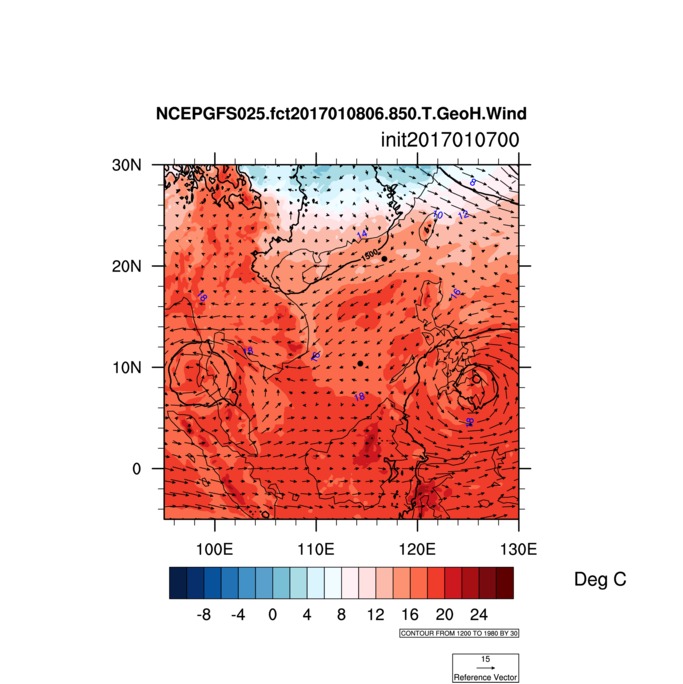 NCEPGFS025.fct2017010806.850.T.GeoH.Wind
init2017010700
30N
20N
10N
0
100E 110E 120E 130E
8
10 12
14
1500
16
18
18
16
18
18
-8 -4 0 4 8 12 16 20 24
Deg C
CONTOUR FROM 1200 TO 1980 BY 30
15
Reference Vector